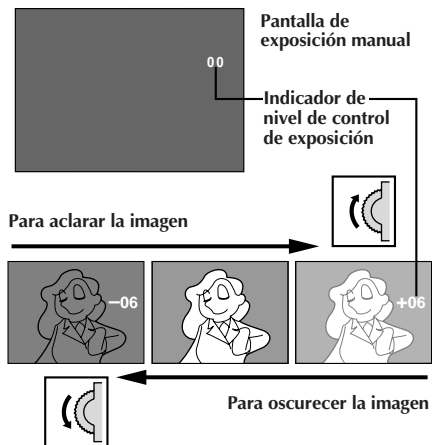 Pantalla de
exposición manual
00
Indicador de
nivel de control
de exposición
Para aclarar la imagen
–06
+06
Para oscurecer la imagen